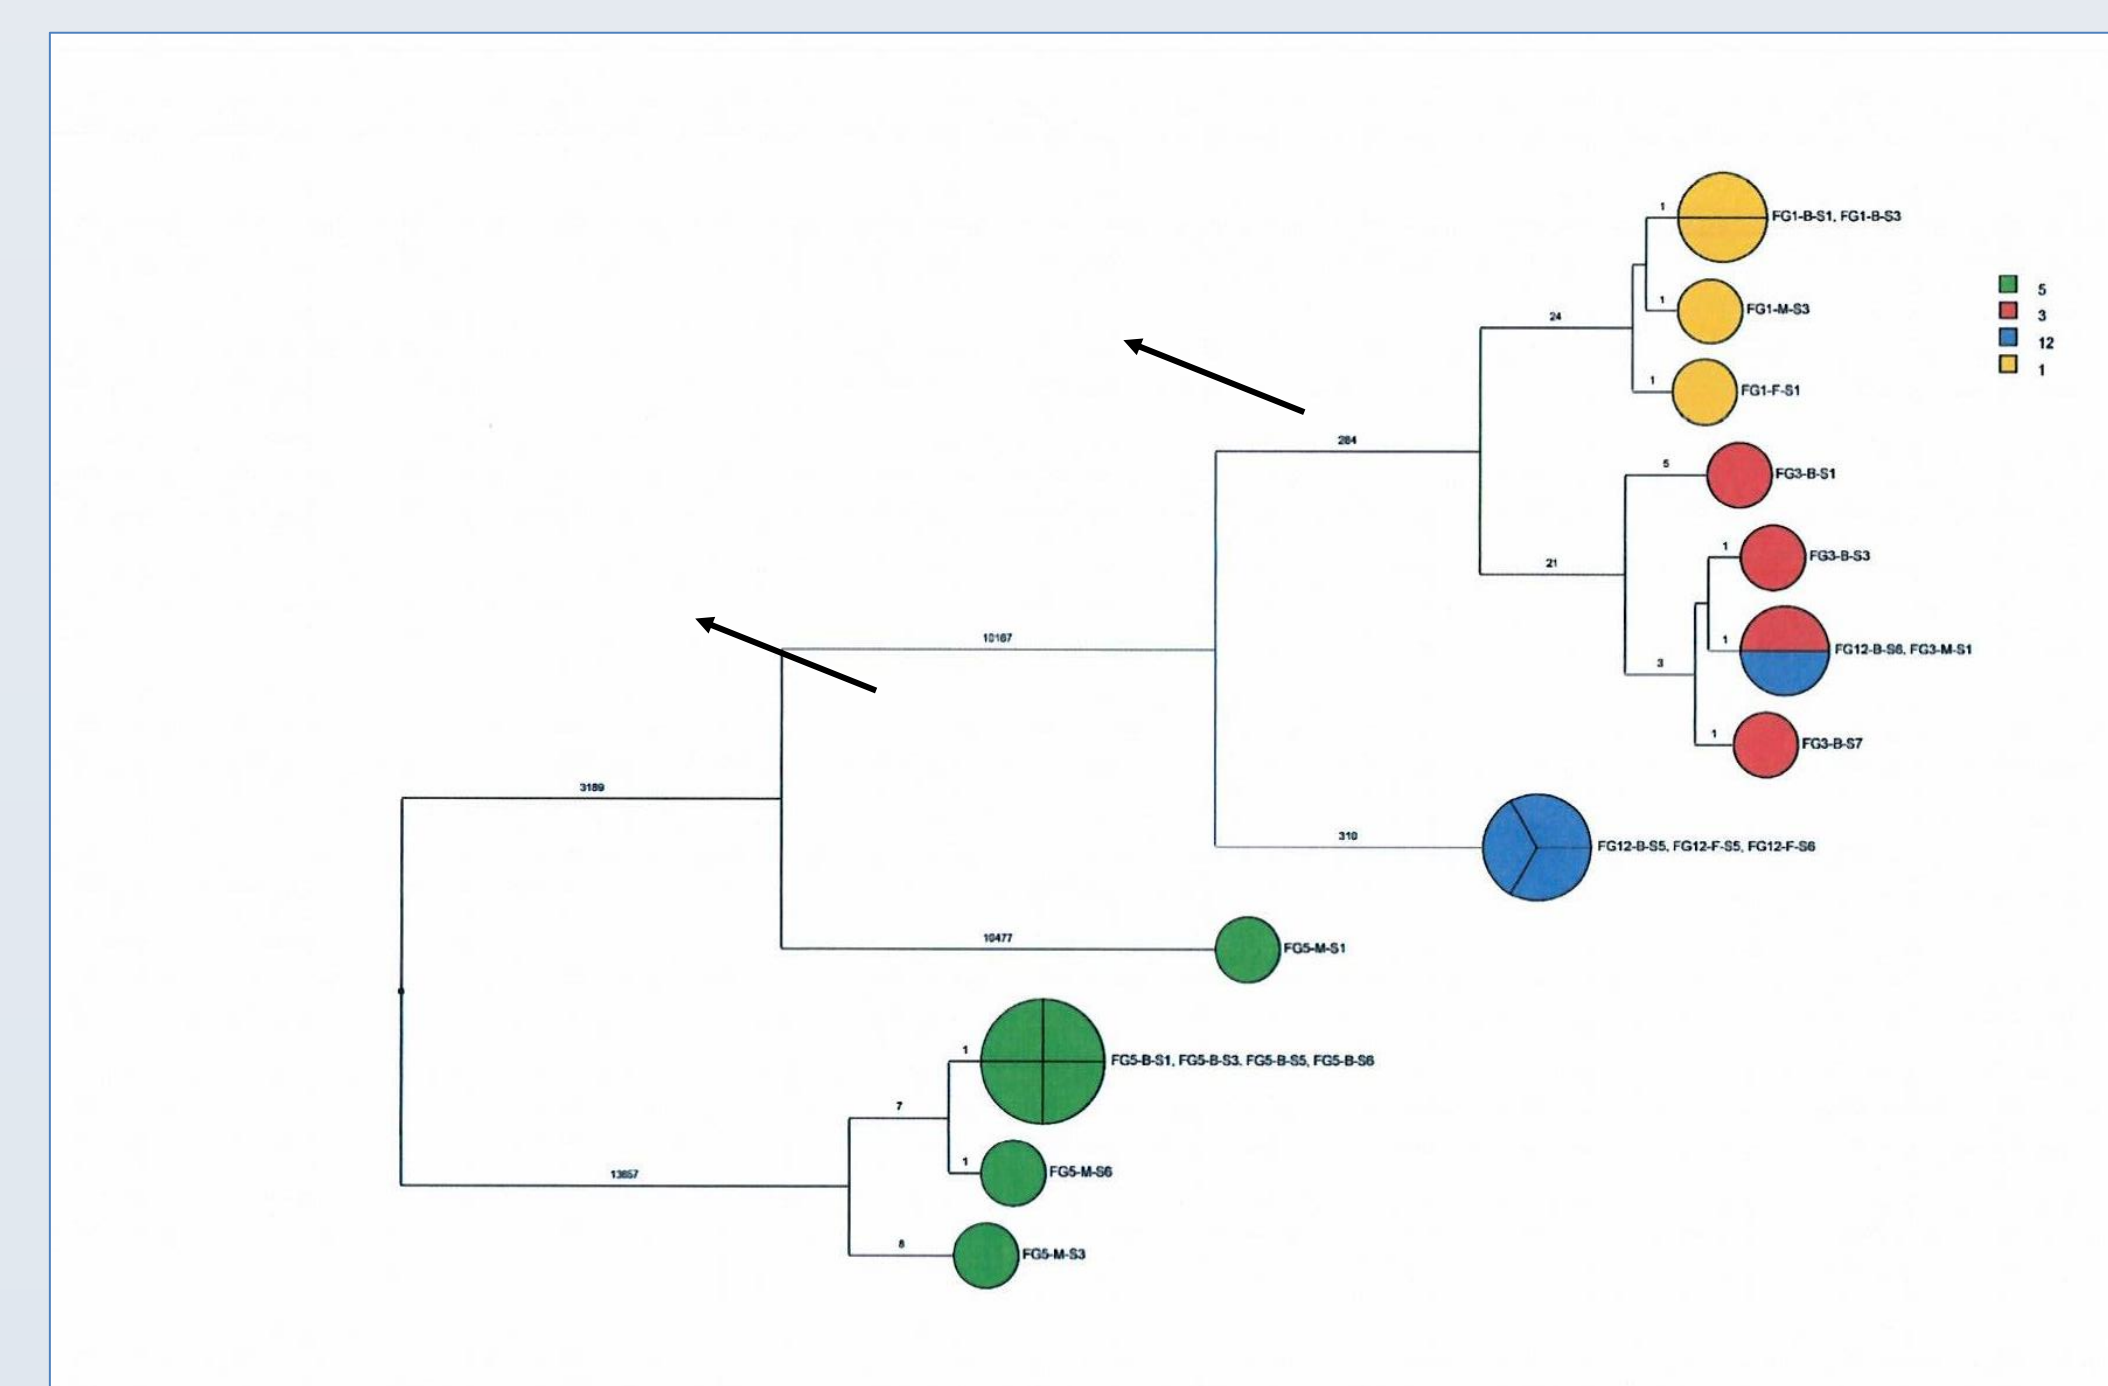 1
FG1-B-S1, FG1-B-S3
1
FG1-M-S3
24
1
FG1-F-S1
5
3
12
1
284
5
FG3-B-S1
21
1
FG3-B-S3
1
FG12-B-S6, FG3-M-S1
3
1
FG3-B-S7
10167
3189
310
FG12-B-S5, FG12-F-S5, FG12-F-S6
10477
FG5-M-S1
1
FG5-B-S1, FG5-B-S3, FG5-B-S5, FG5-B-S6
7
1
FG5-M-S6
13657
8
FG5-M-S3